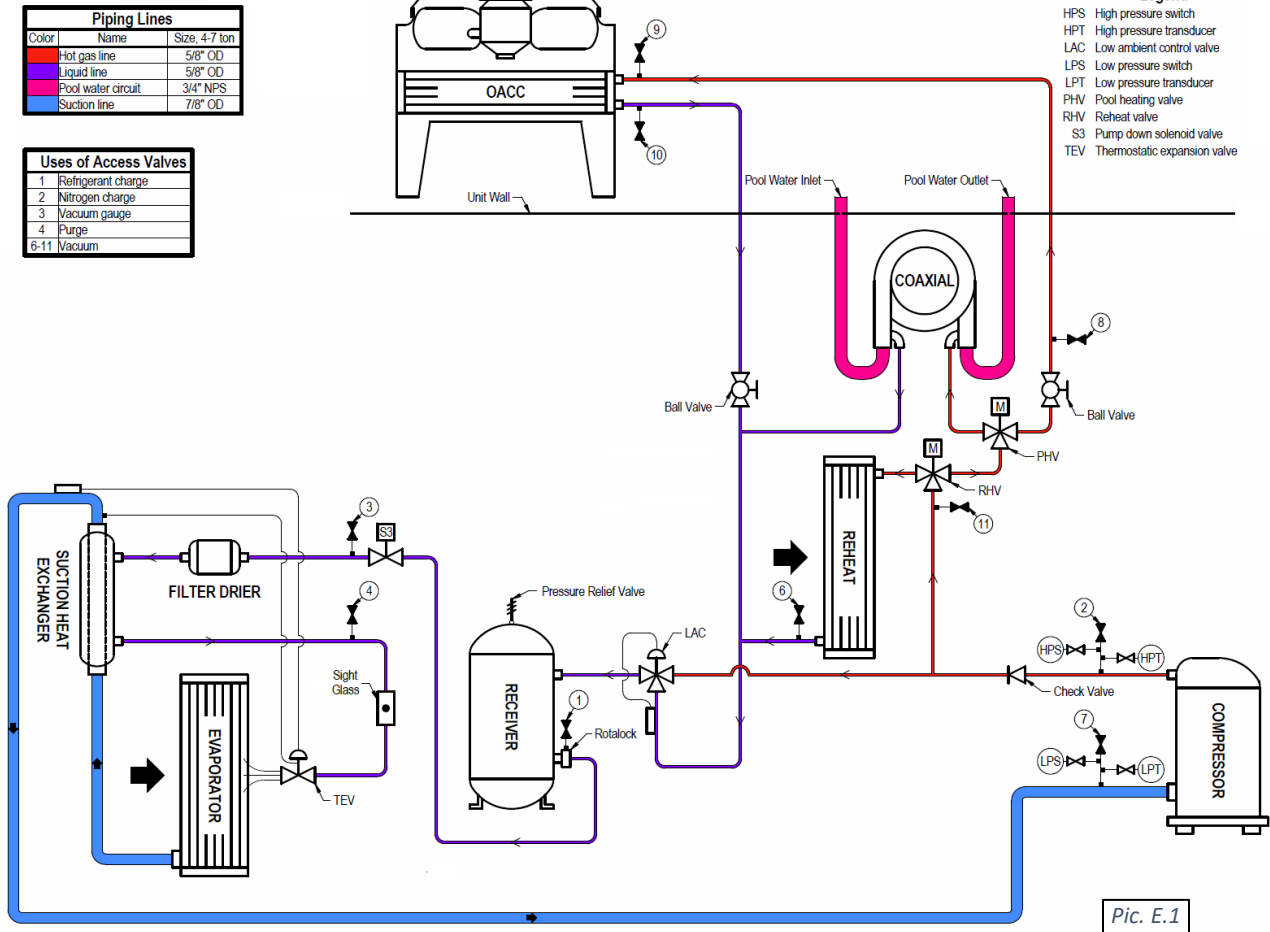 Piping Lines
Color Name Size, 4-7 ton
Hot gas line 5/8" OD
Liquid line 5/8" OD
Pool water circuit 3/4" NPS
Suction line 7/8" OD
Uses of Access Valves
1 Refrigerant charge
2 Nitrogen charge
3 Vacuum gauge
4 Purge
6-11 Vacuum
HPS High pressure switch
HPT High pressure transducer
LAC Low ambient control valve
LPS Low pressure switch
LPT Low pressure transducer
PHV Pool heating valve
RHV Reheat valve
S3 Pump down solenoid valve
TEV Thermostatic expansion valve
9
OACC
10
Unit Wall
Pool Water Inlet
Pool Water Outlet
COAXIAL
8
Ball Valve
Ball Valve
M
PHV
M
RHV
11
REHEAT
6
3
S3
SUCTION HEAT
EXCHANGER
FILTER DRIER
4
Pressure Relief Valve
LAC
Sight
Glass
RECEIVER
1
Rotalock
EVAPORATOR
TEV
2
HPS
HPT
Check Valve
7
LPS
LPT
COMPRESSOR
Pic. E.1